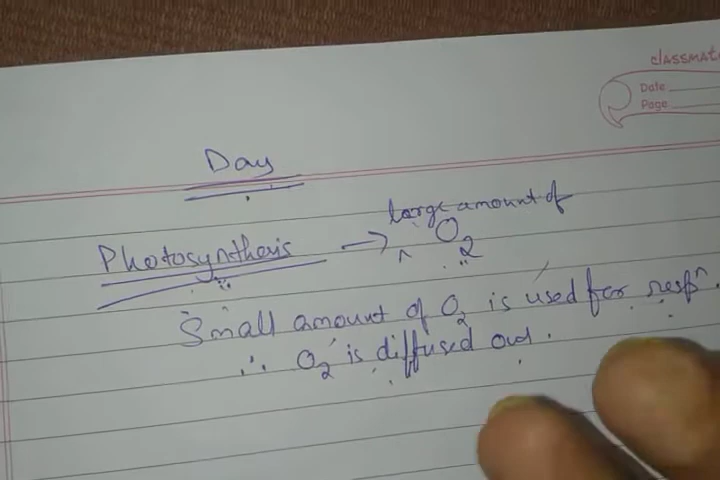 classmate
Date
Page
Day
large amount of
Photosynthesis → ^ O₂
Small amount of O₂ is used for respⁿ.
∴ O₂ is diffused out.